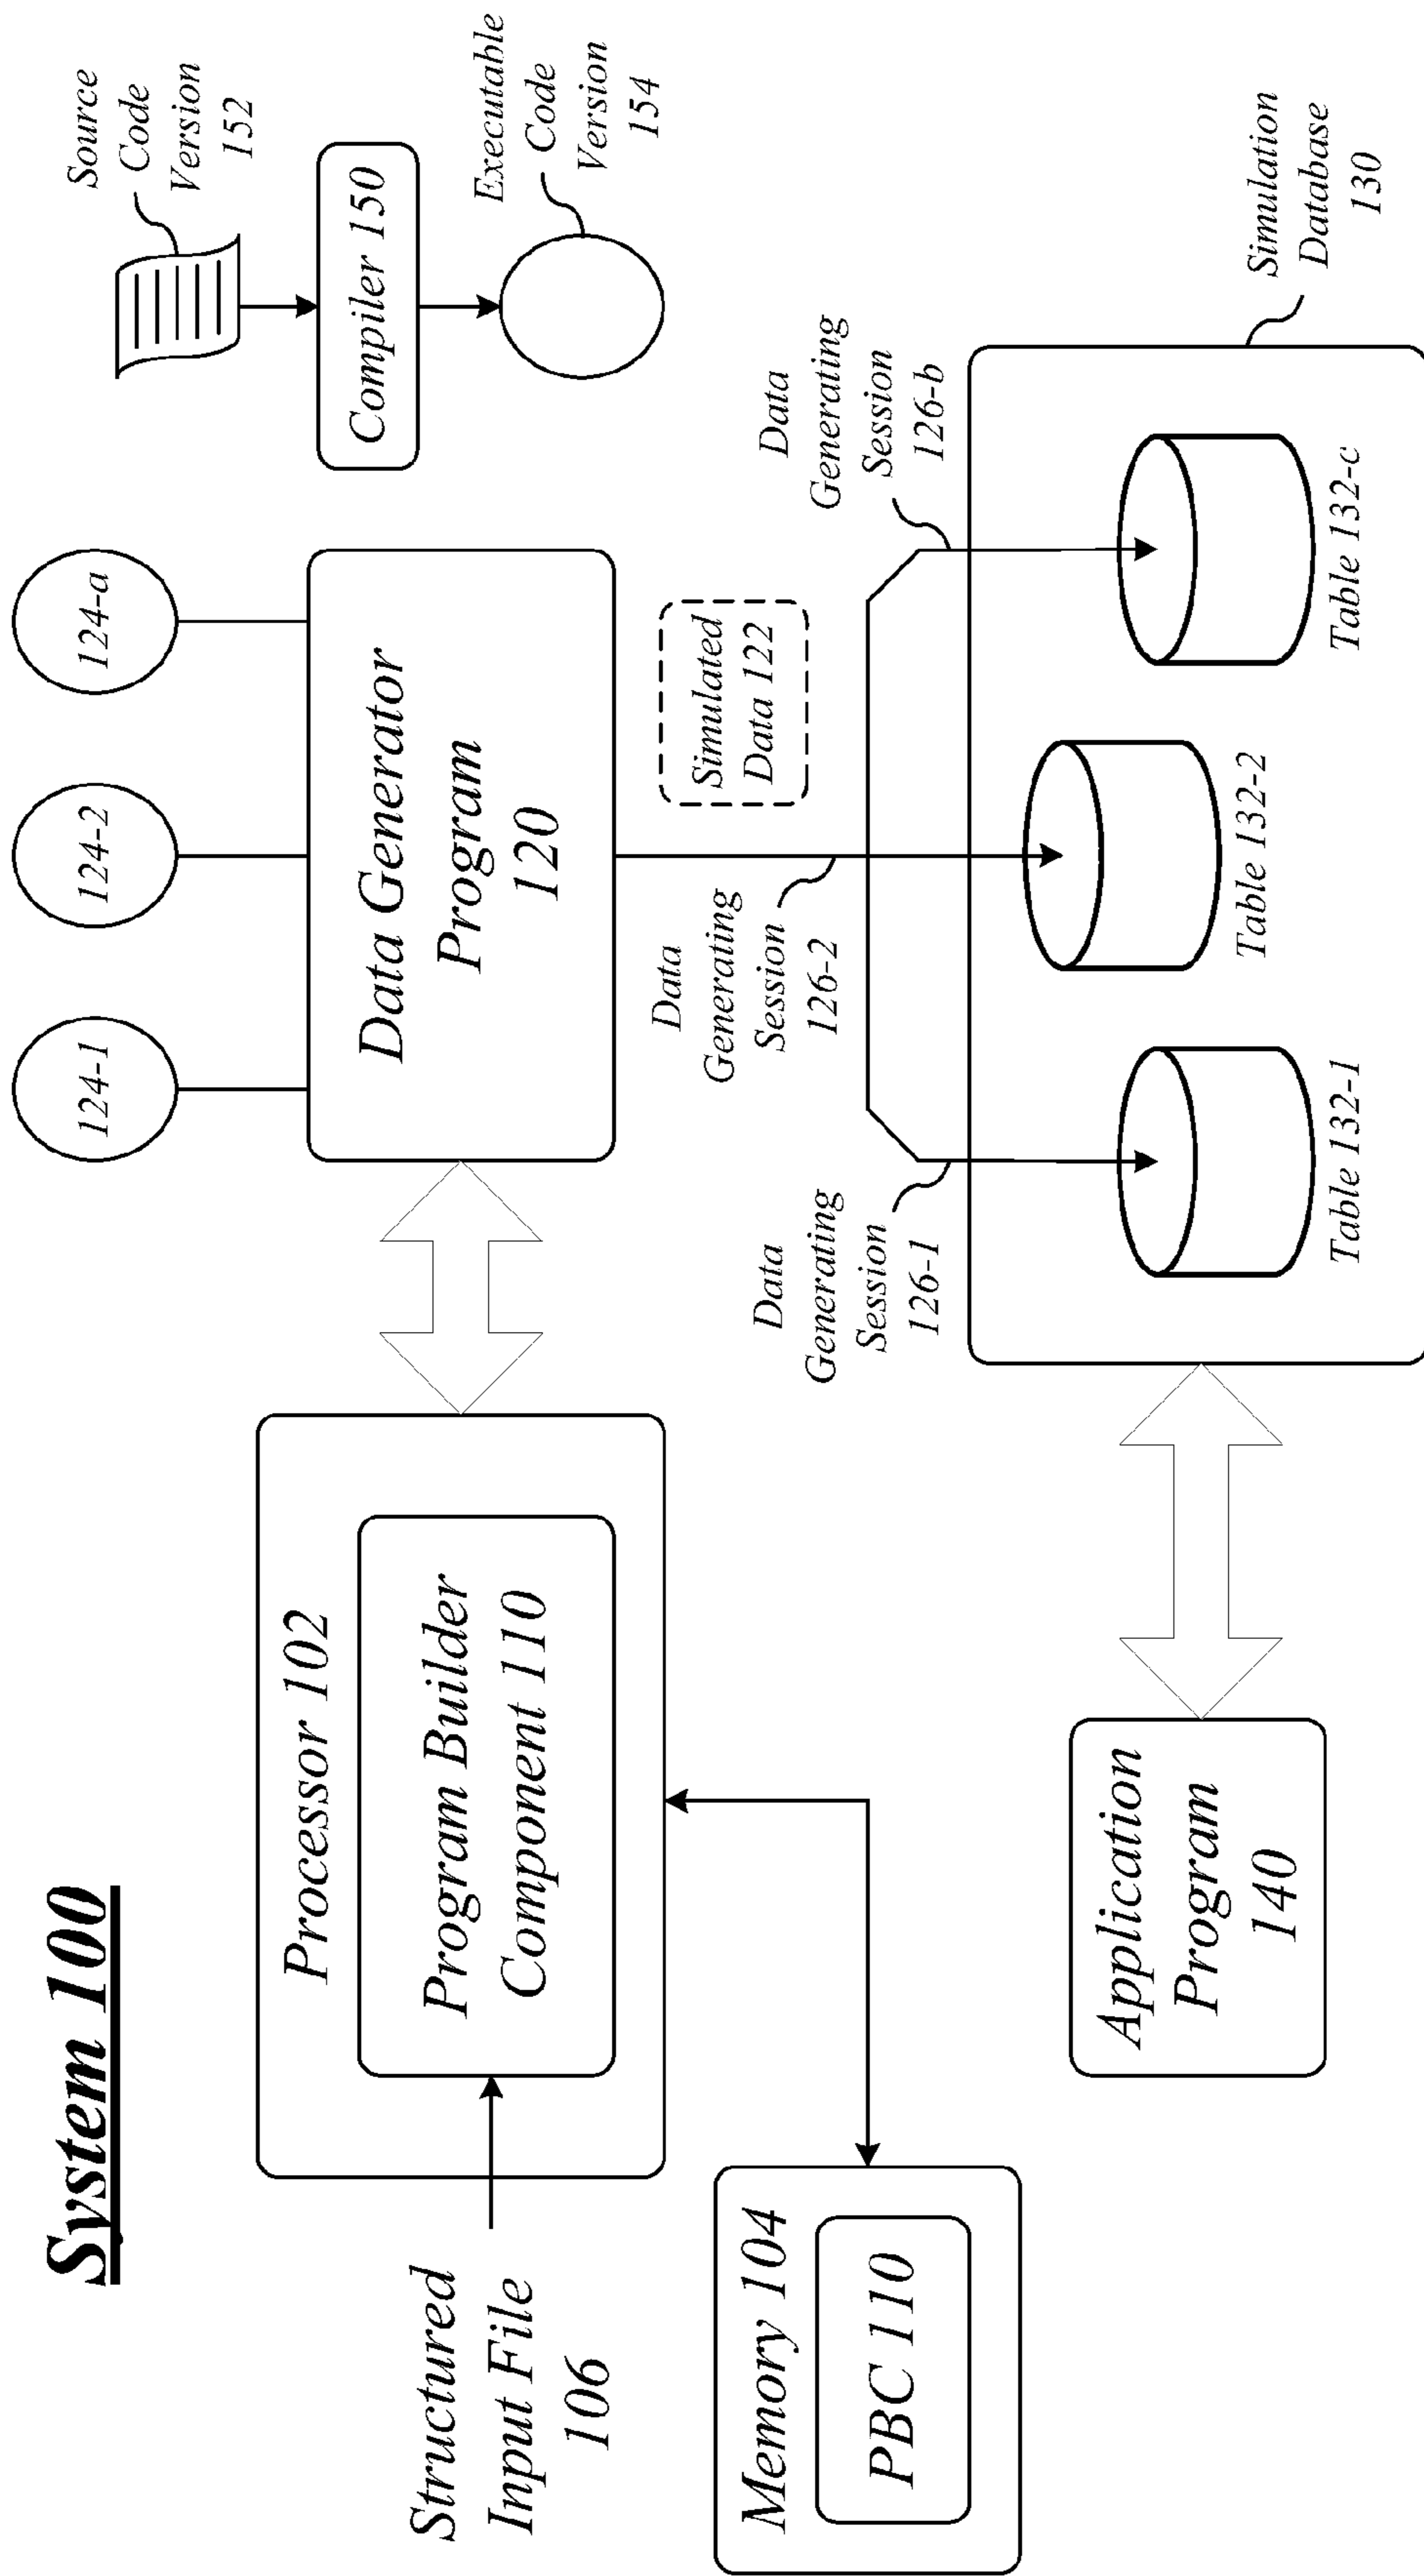 System 100
Structured
Input File
106
Processor 102
Program Builder
Component 110
Memory 104
PBC 110
124-1
124-2
124-a
Data Generator
Program
120
Source
Code
Version
152
Compiler 150
Executable
Code
Version
154
Simulated
Data 122
Data
Generating
Session
126-1
Data
Generating
Session
126-2
Data
Generating
Session
126-b
Application
Program
140
Table 132-1
Table 132-2
Table 132-c
Simulation
Database
130